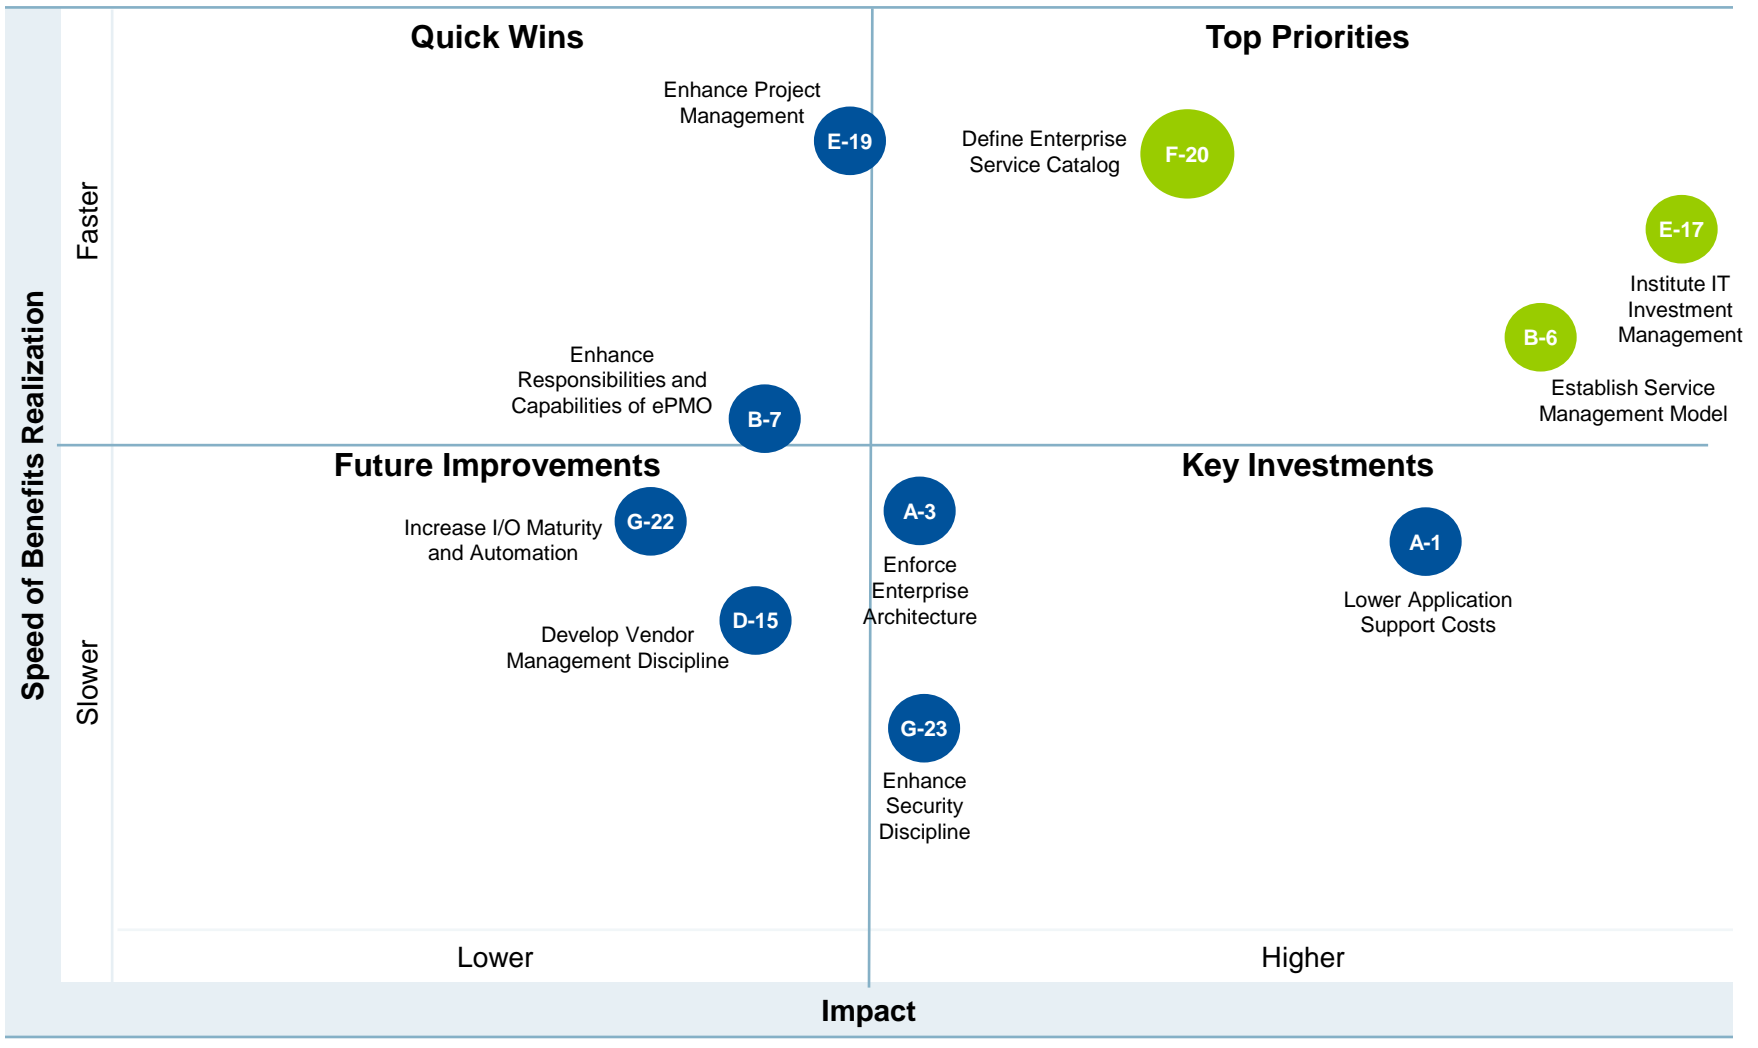 Quick Wins
Top Priorities
Enhance Project
Management
E-19
Define Enterprise
Service Catalog
F-20
E-17
Institute IT
Investment
Management
B-6
Establish Service
Management Model
Enhance
Responsibilities and
Capabilities of ePMO
B-7
Faster
Speed of Benefits Realization
Future Improvements
Key Investments
Increase I/O Maturity
and Automation
G-22
A-3
Enforce
Enterprise
Architecture
A-1
Lower Application
Support Costs
D-15
Develop Vendor
Management Discipline
Slower
G-23
Enhance
Security
Discipline
Lower
Higher
Impact